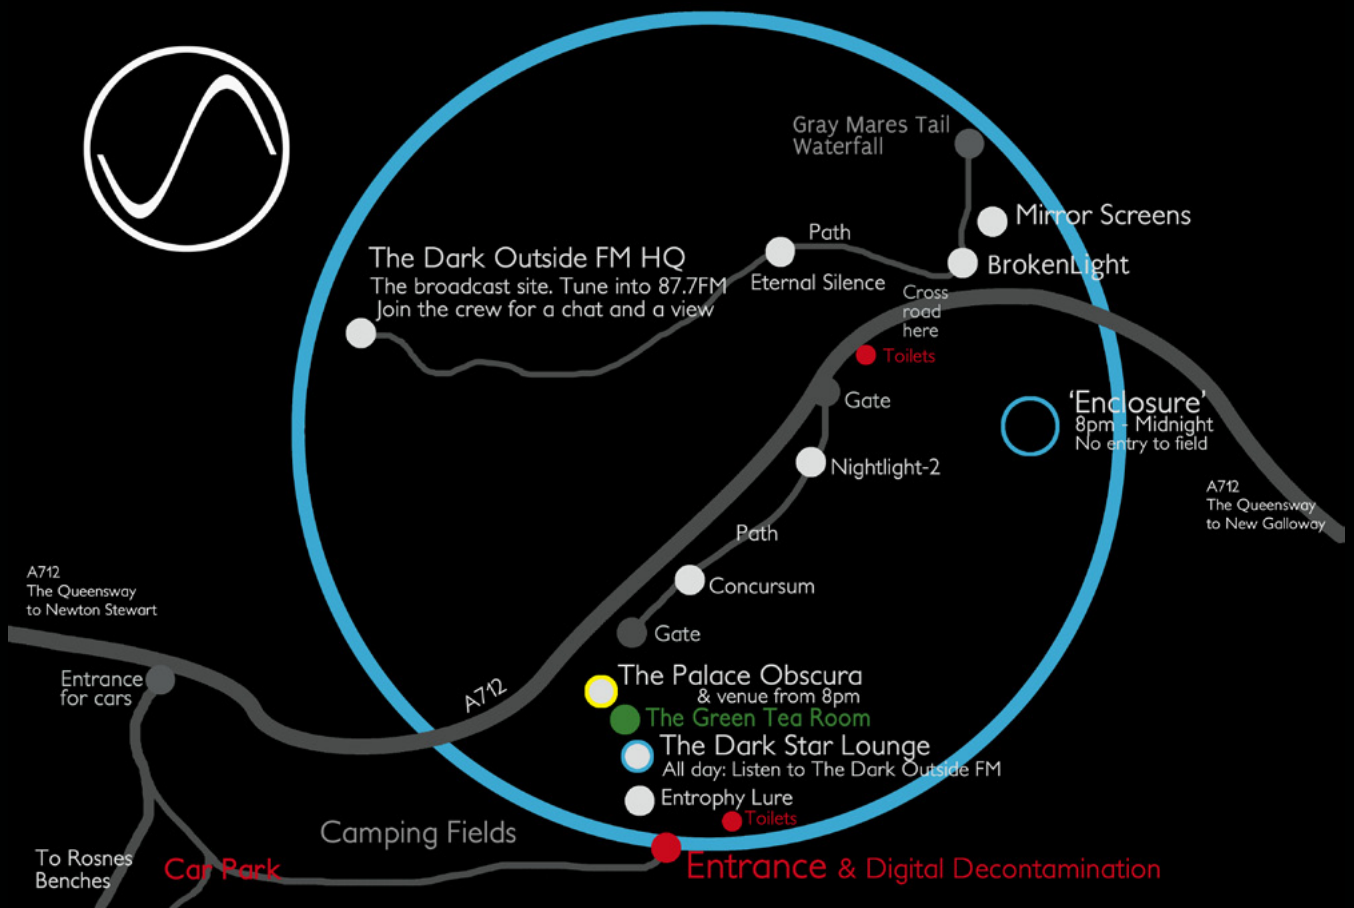 Gray Mares Tail
Waterfall
Mirror Screens
Path
The Dark Outside FM HQ
The broadcast site. Tune into 87.7FM
Join the crew for a chat and a view
Eternal Silence
BrokenLight
Cross
road
here
Toilets
Gate
'Enclosure'
8pm - Midnight
No entry to field
Nightlight-2
A712
The Queensway
to New Galloway
Path
Concursum
A712
The Queensway
to Newton Stewart
Gate
Entrance
for cars
A712
The Palace Obscura
& venue from 8pm
The Green Tea Room
The Dark Star Lounge
All day: Listen to The Dark Outside FM
Entrophy Lure
Toilets
Camping Fields
To Rosnes
Benches
Car Park
Entrance & Digital Decontamination